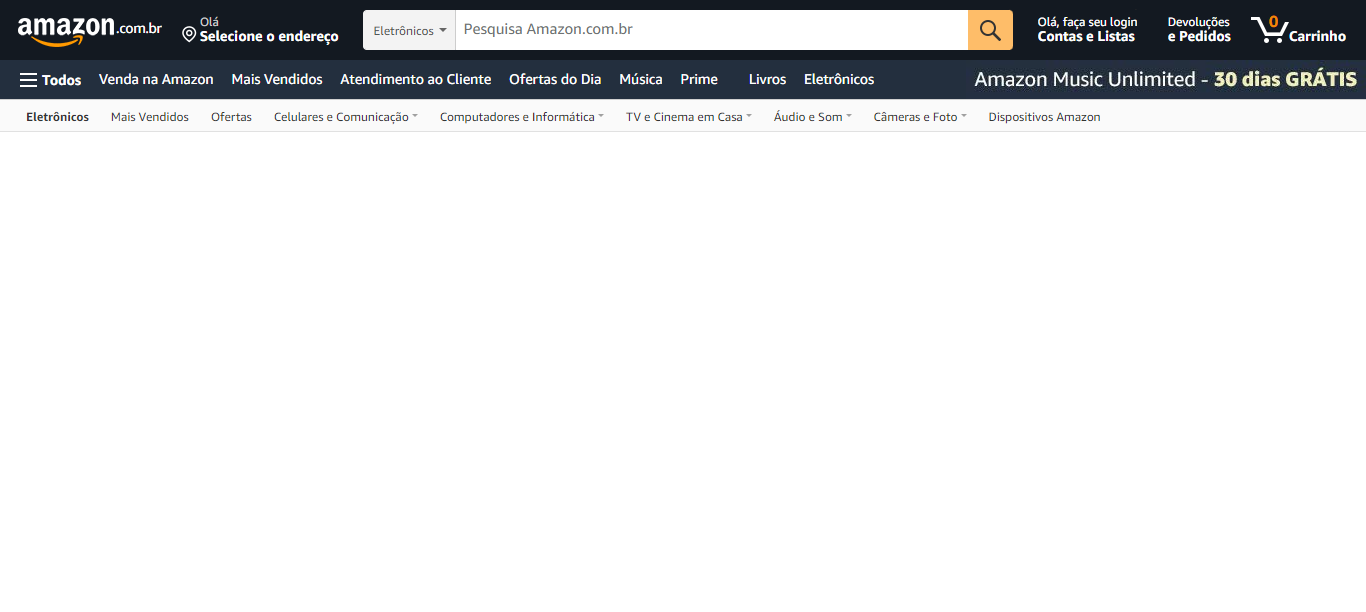 amazon.com.br
Olá
Selecione o endereço
Eletrônicos
Pesquisa Amazon.com.br
Olá, faça seu login
Contas e Listas
Devoluções
e Pedidos
0
Carrinho
Todos Venda na Amazon Mais Vendidos Atendimento ao Cliente Ofertas do Dia Música Prime Livros Eletrônicos Amazon Music Unlimited - 30 dias GRÁTIS
Eletrônicos Mais Vendidos Ofertas Celulares e Comunicação Computadores e Informática TV e Cinema em Casa Áudio e Som Câmeras e Foto Dispositivos Amazon